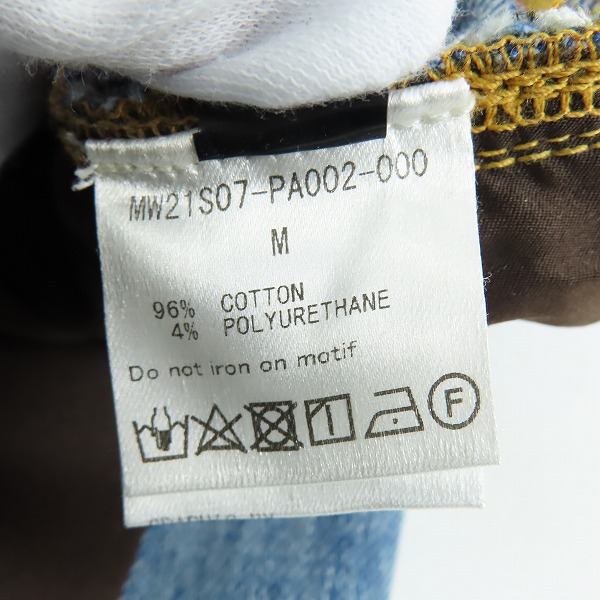 MW21S07-PA002-000
M
96% COTTON
4% POLYURETHANE
Do not iron on motif
F